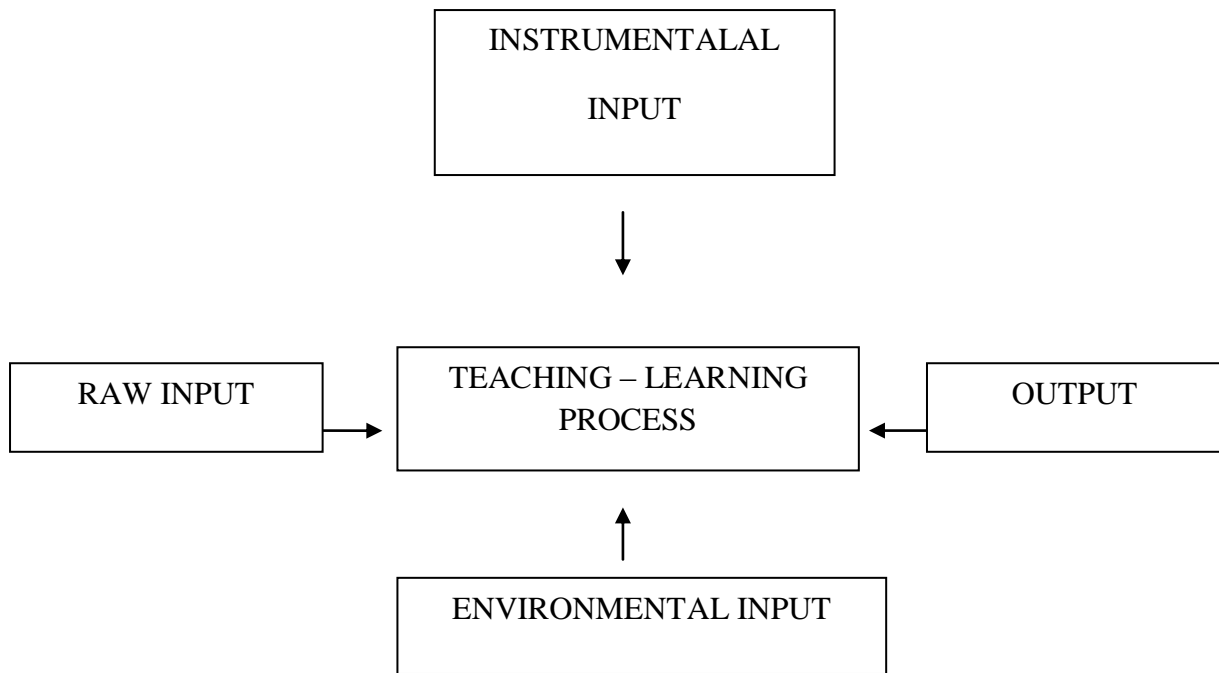 INSTRUMENTALAL
INPUT
RAW INPUT
TEACHING – LEARNING
PROCESS
OUTPUT
ENVIRONMENTAL INPUT